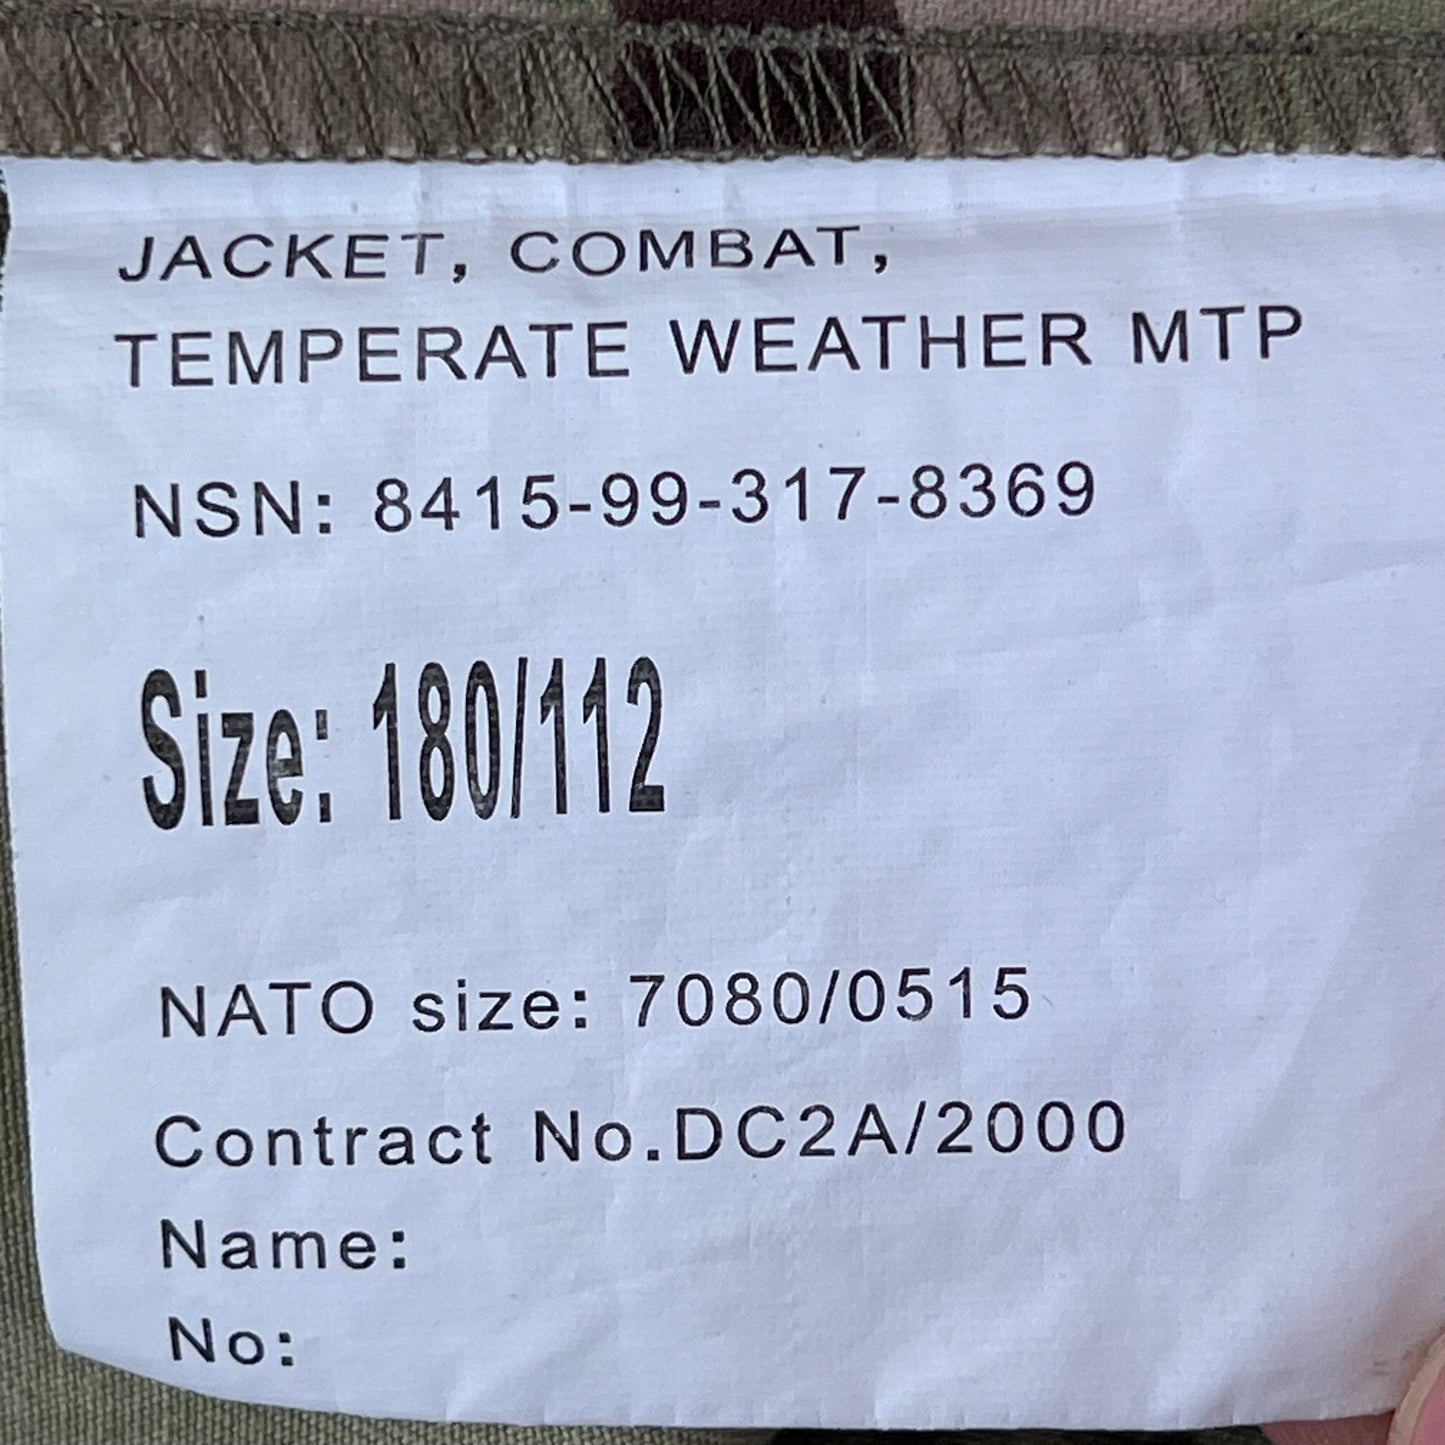 JACKET, COMBAT,
TEMPERATE WEATHER MTP
NSN: 8415-99-317-8369
Size: 180/112
NATO size: 7080/0515
Contract No.DC2A/2000
Name:
No: